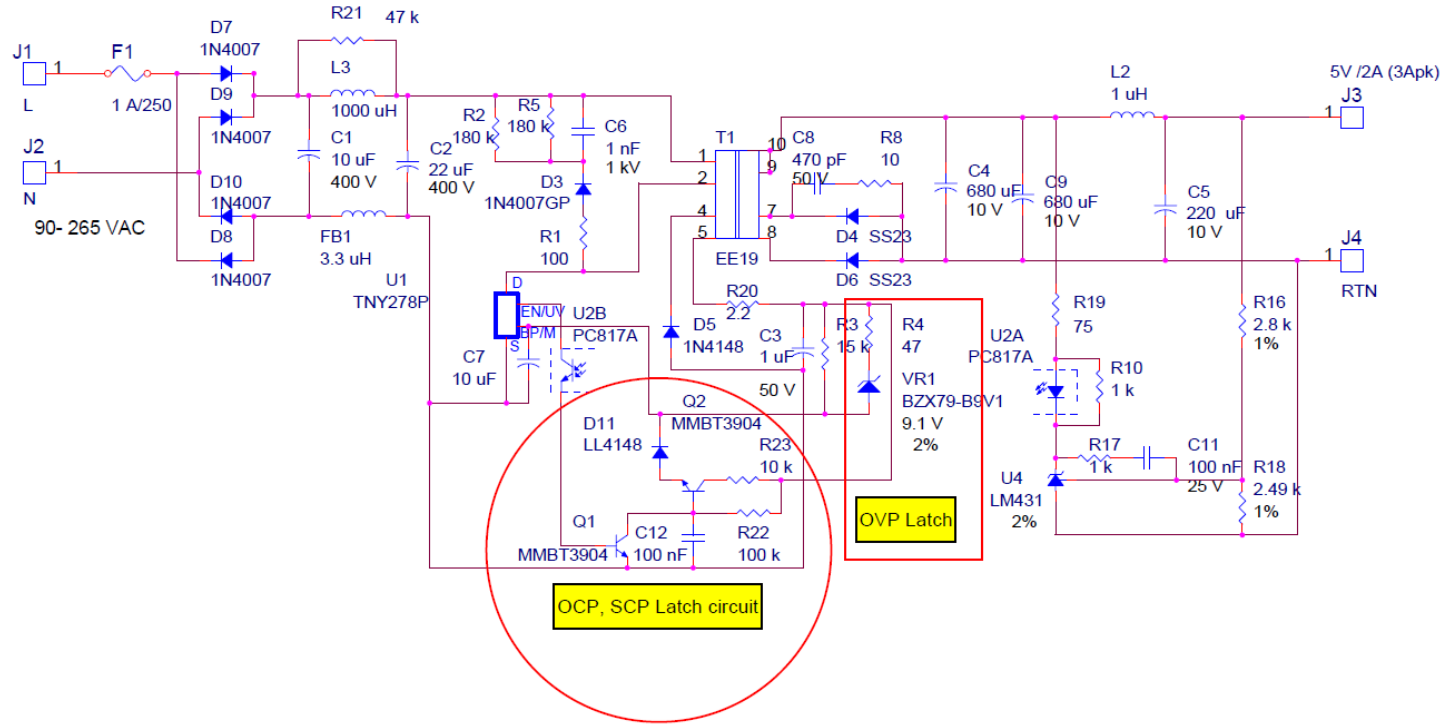 R21
47 k
D7
1N4007
J1
1
F1
L3
L
1 A/250
D9
1000 uH
1N4007
R2
180 k
R5
180 k
C6
1 nF
1 kV
J2
1
N
C1
10 uF
400 V
C2
22 uF
400 V
D10
1N4007
D3
1N4007GP
90- 265 VAC
D8
1N4007
FB1
3.3 uH
R1
100
U1
TNY278P
T1
1
2
4
5
10
9
7
8
EE19
C8
470 pF
50 V
R8
10
D4
SS23
D6
SS23
C4
680 uF
10 V
C9
680 uF
10 V
L2
1 uH
C5
220 uF
10 V
5V /2A (3Apk)
J3
1
J4
1
RTN
D
EN/UV
BP/M
S
U2B
PC817A
C7
10 uF
R20
2.2
D5
1N4148
C3
1 uF
50 V
R3
15 k
R4
47
VR1
BZX79-B9V1
9.1 V
2%
U2A
PC817A
R19
75
R10
1 k
R16
2.8 k
1%
R17
1 k
C11
100 nF
25 V
R18
2.49 k
1%
U4
LM431
2%
Q2
MMBT3904
D11
LL4148
R23
10 k
Q1
MMBT3904
C12
100 nF
R22
100 k
OVP Latch
OCP, SCP Latch circuit